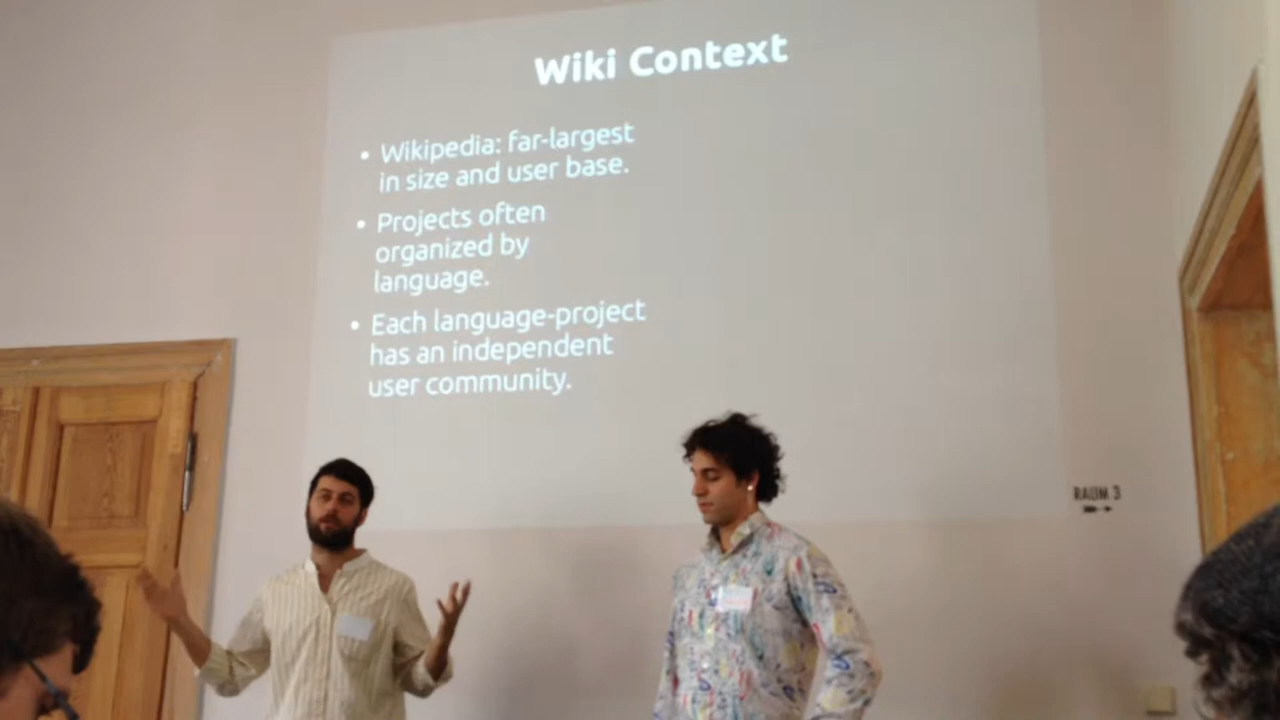 Wiki Context
• Wikipedia: far-largest
in size and user base.
• Projects often
organized by
language.
• Each language-project
has an independent
user community.
RAUM 3